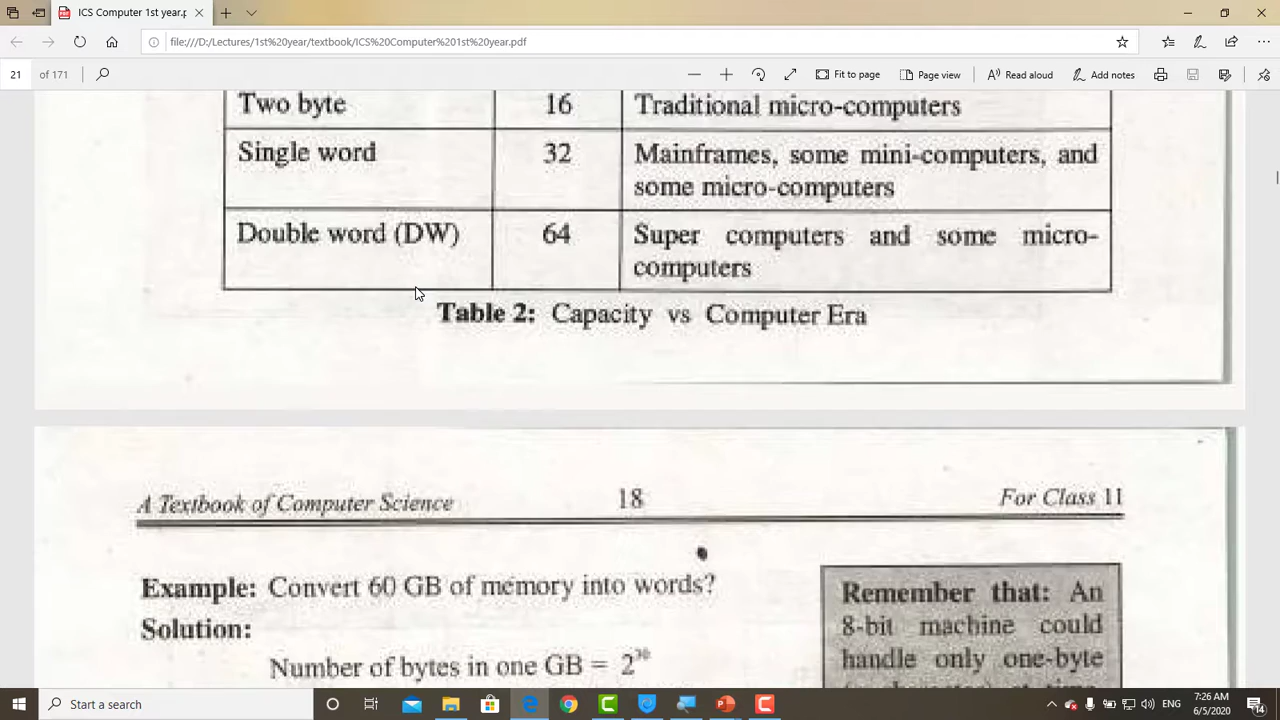 ICS Computer 1st year.p
file:///D:/Lectures/1st%20year/textbook/ICS%20Computer%201st%20year.pdf
21 of 171
Fit to page
Page view
Read aloud
Add notes
Two byte 16 Traditional micro-computers
Single word 32 Mainframes, some mini-computers, and
some micro-computers
Double word (DW) 64 Super computers and some micro-
computers
Table 2: Capacity vs Computer Era
A Textbook of Computer Science 18 For Class 11
Example: Convert 60 GB of memory into words?
Solution:
Number of bytes in one GB = 2³⁰
Remember that: An
8-bit machine could
handle only one-byte
Start a search
ENG
7:26 AM
6/5/2020
14